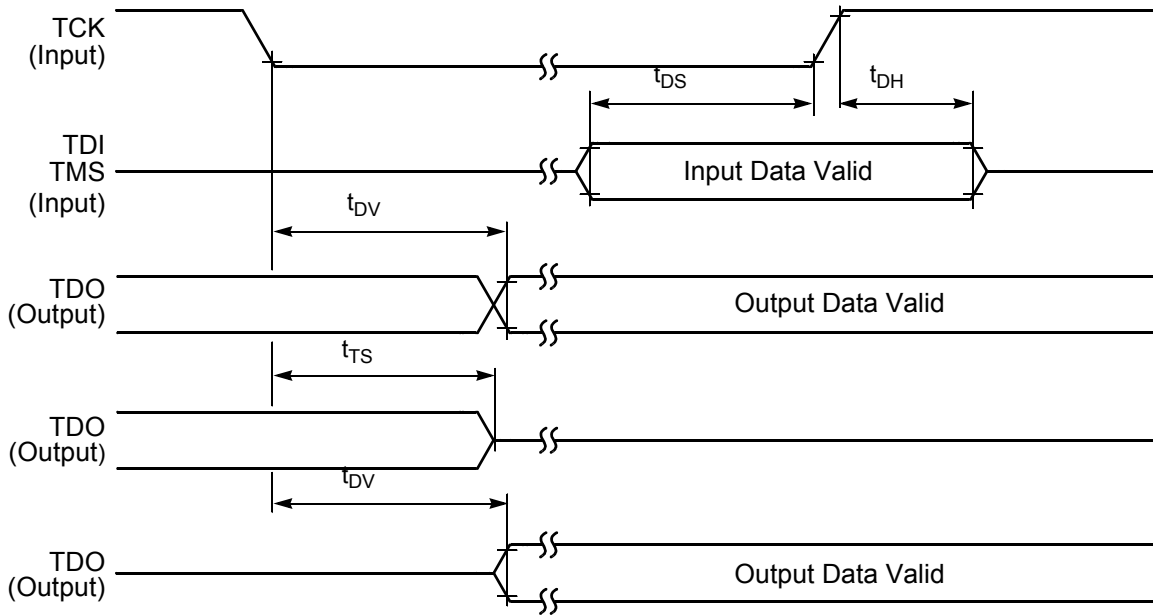 TCK
(Input)
tDS
tDH
TDI
TMS
(Input)
Input Data Valid
tDV
TDO
(Output)
Output Data Valid
tTS
TDO
(Output)
tDV
TDO
(Output)
Output Data Valid